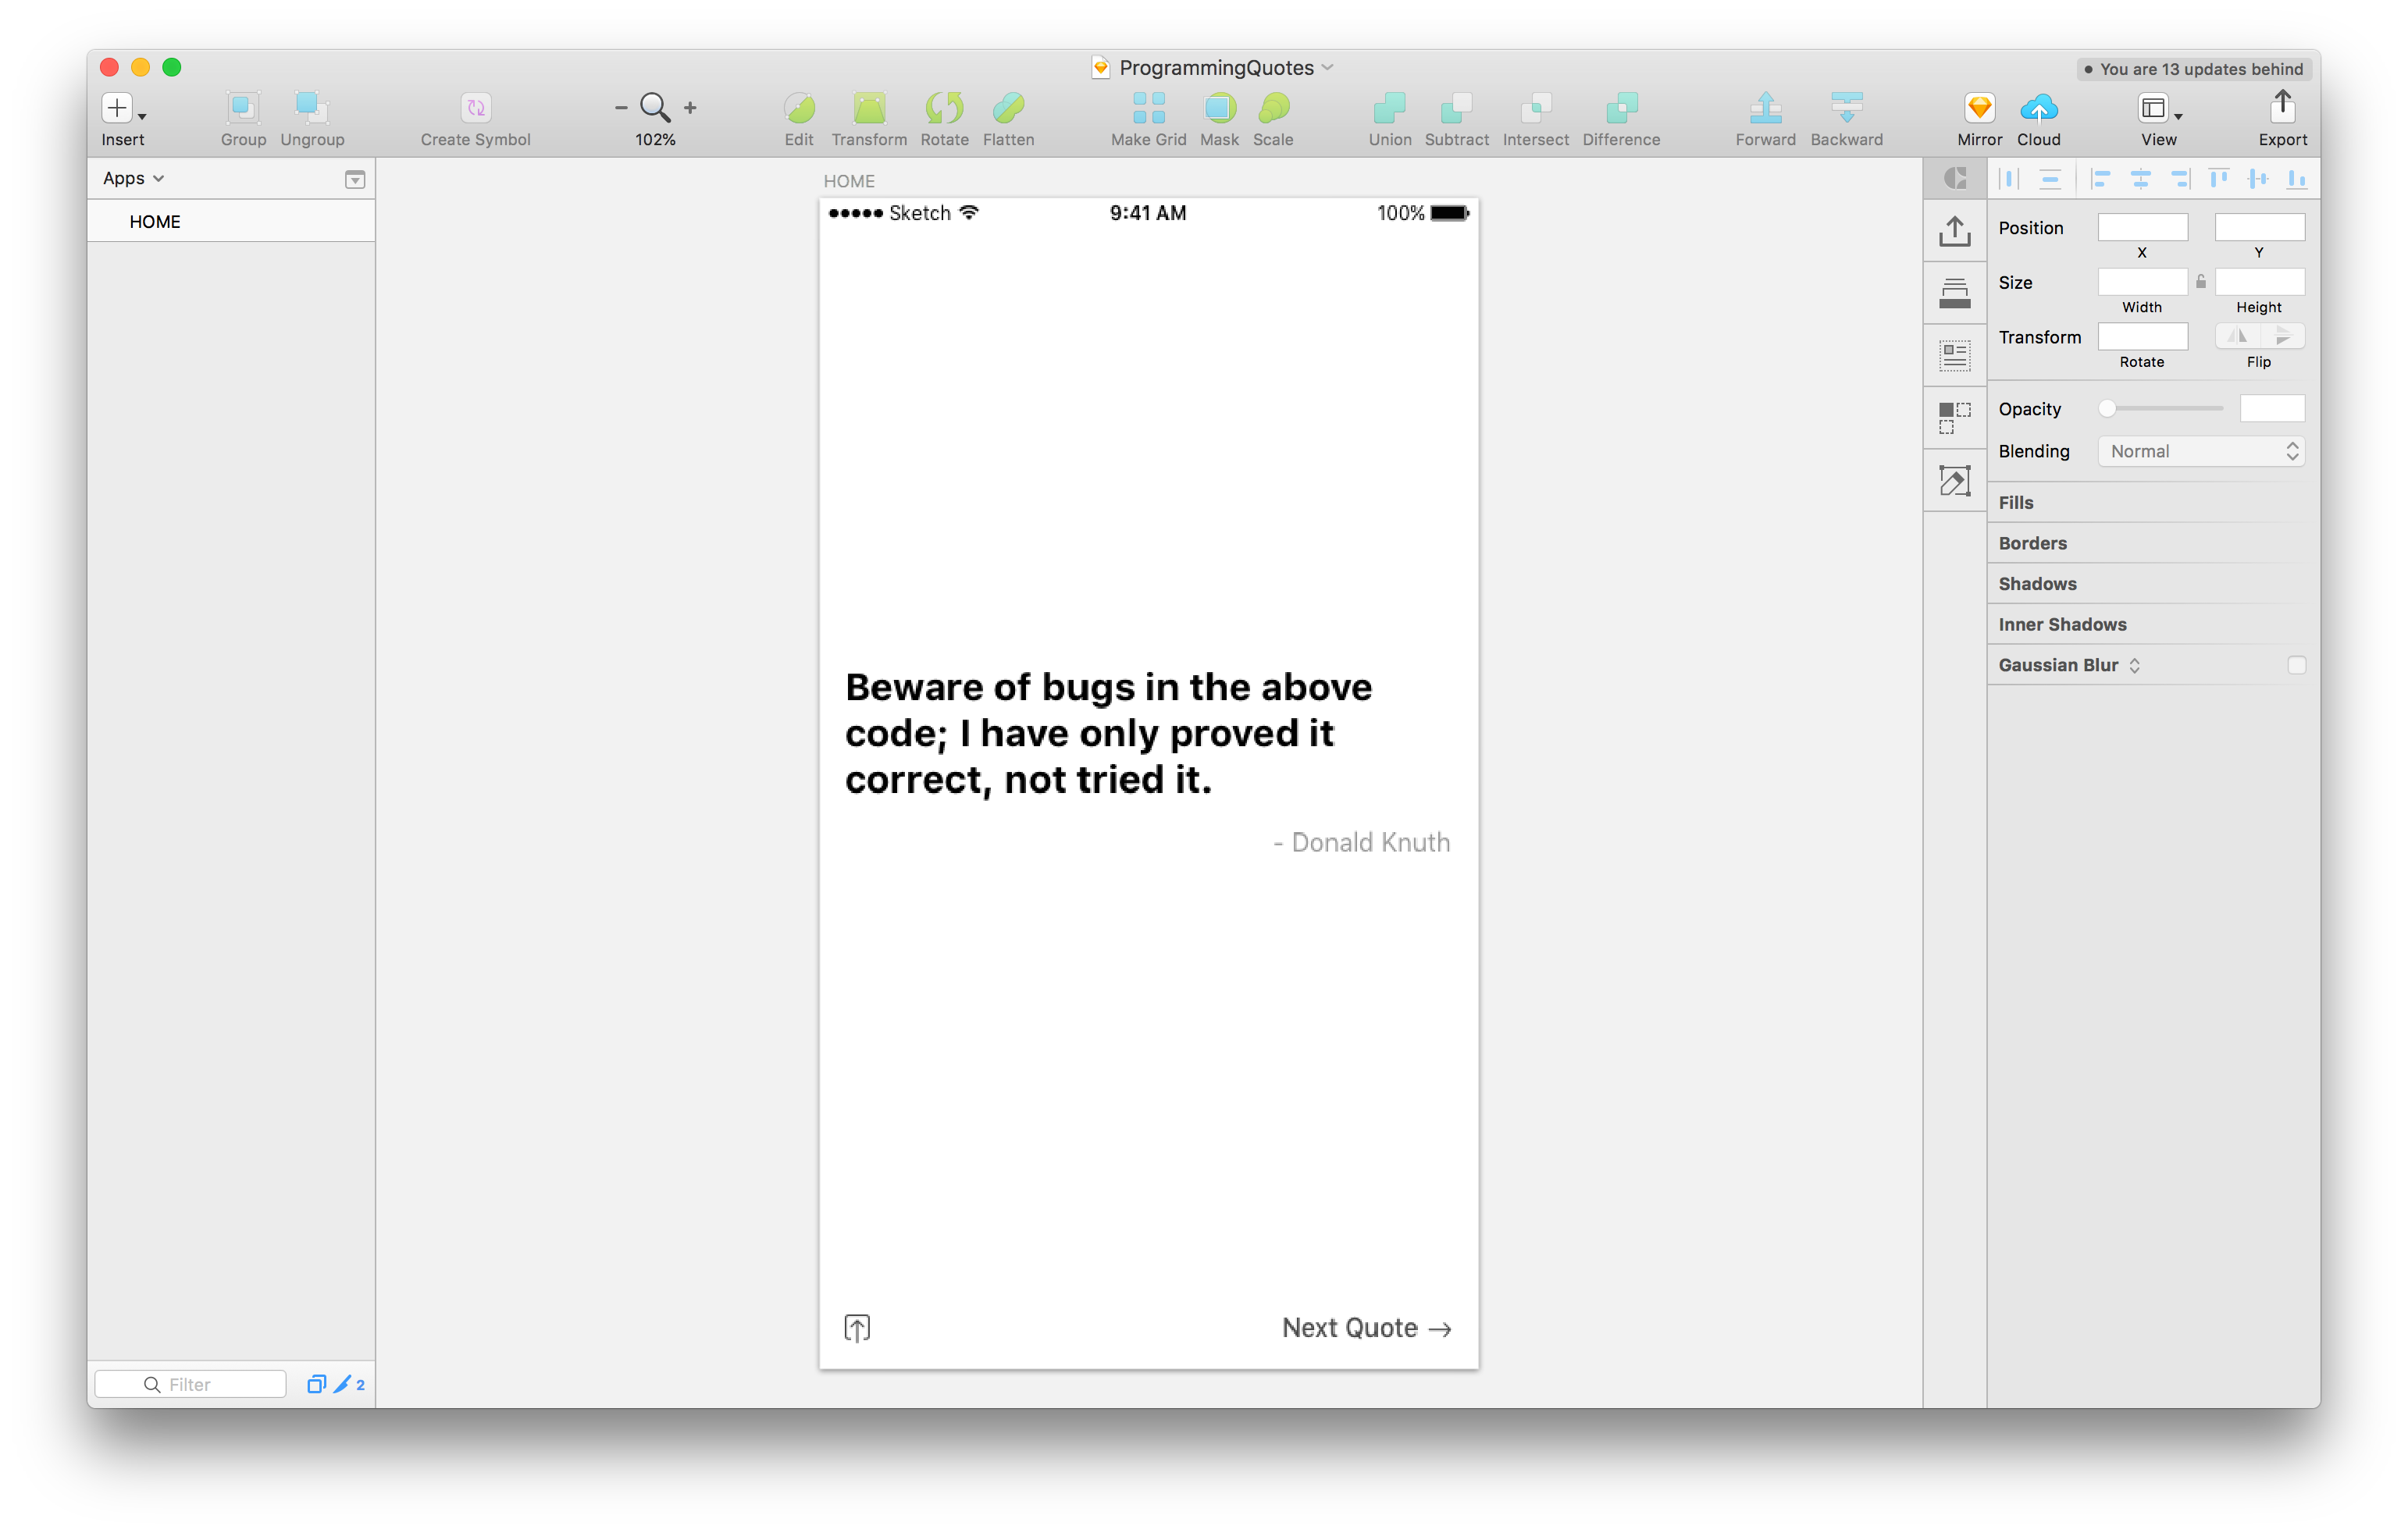 ProgrammingQuotes
You are 13 updates behind
Insert
Group
Ungroup
Create Symbol
102%
Edit
Transform
Rotate
Flatten
Make Grid
Mask
Scale
Union
Subtract
Intersect
Difference
Forward
Backward
Mirror
Cloud
View
Export
Apps
HOME
Filter
2
HOME
Sketch
9:41 AM
100%
Beware of bugs in the above
code; I have only proved it
correct, not tried it.
- Donald Knuth
Next Quote →
Position
X
Y
Size
Width
Height
Transform
Rotate
Flip
Opacity
Blending
Normal
Fills
Borders
Shadows
Inner Shadows
Gaussian Blur